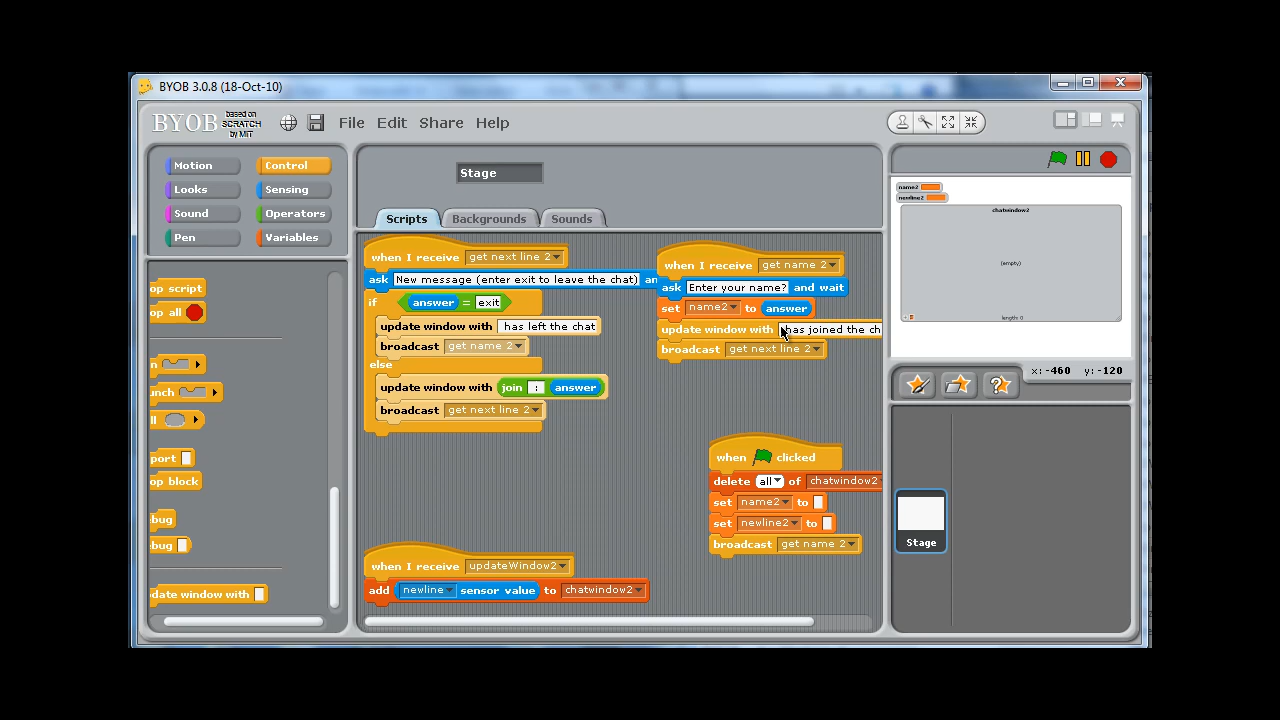 BYOB 3.0.8 (18-Oct-10)
BYOB based on SCRATCH by MIT File Edit Share Help
Motion Control
Looks Sensing
Sound Operators
Pen Variables
Stage
Scripts Backgrounds Sounds
op script
op all
port
op block
bug
bug
date window with
when I receive get next line 2
ask New message (enter exit to leave the chat) an
if answer = exit
update window with has left the chat
broadcast get name 2
else
update window with join : answer
broadcast get next line 2
when I receive get name 2
ask Enter your name? and wait
set name2 to answer
update window with has joined the ch
broadcast get next line 2
when clicked
delete all of chatwindow2
set name2 to
set newline2 to
broadcast get name 2
when I receive updateWindow2
add newline sensor value to chatwindow2
name2
newline2
chatwindow2
(empty)
length: 0
x: -460 y: -120
Stage